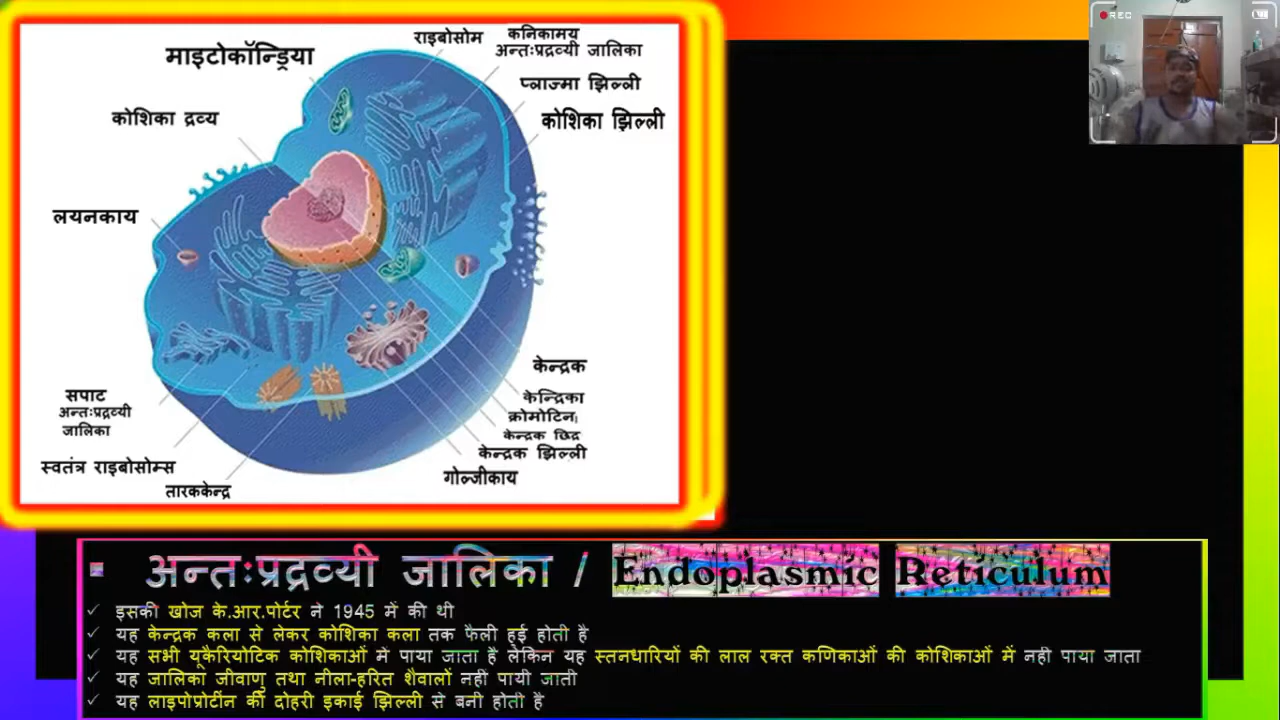 REC
राइबोसोम
कनिकामय
अन्तःप्रद्रव्यी जालिका
माइटोकॉन्ड्रिया
प्लाज्मा झिल्ली
कोशिका द्रव्य
कोशिका झिल्ली
लयनकाय
केन्द्रक
सपाट
अन्तःप्रद्रव्यी
जालिका
केन्द्रिका
क्रोमोटिन
केन्द्रक छिद्र
केन्द्रक झिल्ली
स्वतंत्र राइबोसोम्स
गोल्जीकाय
तारककेन्द्र
▪ अन्तःप्रद्रव्यी जालिका / Endoplasmic Reticulum
✓ इसकी खोज के.आर.पोर्टर ने 1945 में की थी
✓ यह केन्द्रक कला से लेकर कोशिका कला तक फैली हुई होती है
✓ यह सभी यूकैरियोटिक कोशिकाओं में पाया जाता है लेकिन यह स्तनधारियों की लाल रक्त कणिकाओं की कोशिकाओं में नही पाया जाता
✓ यह जालिका जीवाणु तथा नीला-हरित शैवालों नही पायी जाती
✓ यह लाइपोप्रोटीन की दोहरी इकाई झिल्ली से बनी होती है